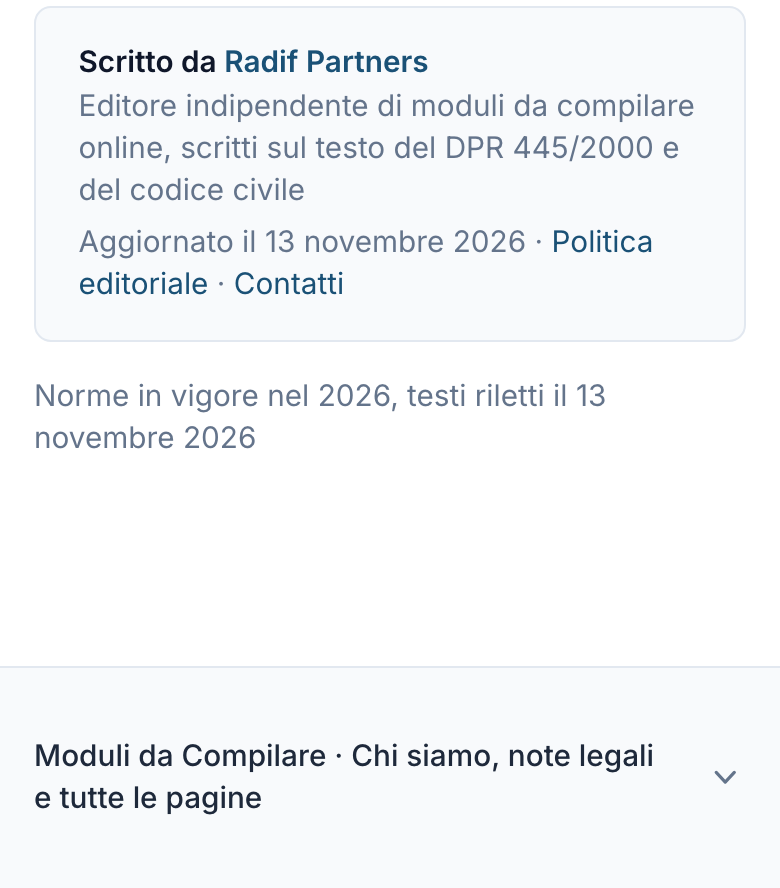 Scritto da Radif Partners
Editore indipendente di moduli da compilare
online, scritti sul testo del DPR 445/2000 e
del codice civile
Aggiornato il 13 novembre 2026 · Politica
editoriale · Contatti
Norme in vigore nel 2026, testi riletti il 13
novembre 2026
Moduli da Compilare · Chi siamo, note legali
e tutte le pagine